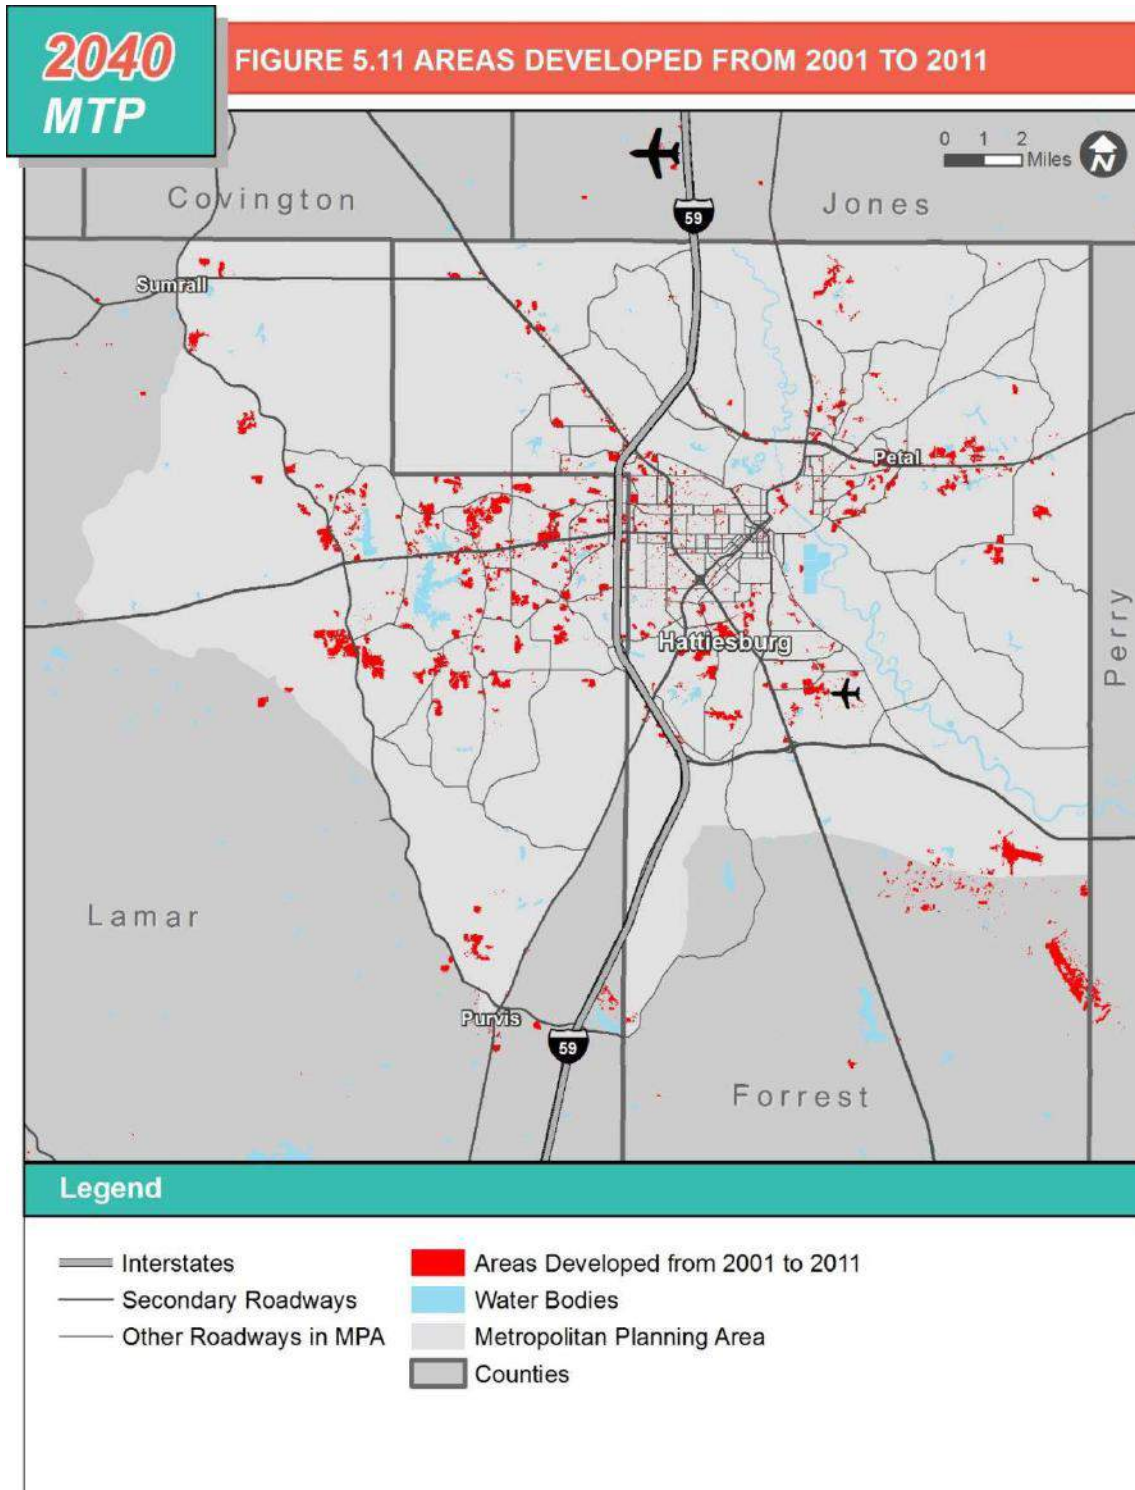 2040
MTP
FIGURE 5.11 AREAS DEVELOPED FROM 2001 TO 2011
0 1 2
Miles
N
Covington
Jones
59
Sumrall
Petal
Hattiesburg
Perry
Lamar
Purvis
59
Forrest
Legend
Interstates
Secondary Roadways
Other Roadways in MPA
Areas Developed from 2001 to 2011
Water Bodies
Metropolitan Planning Area
Counties